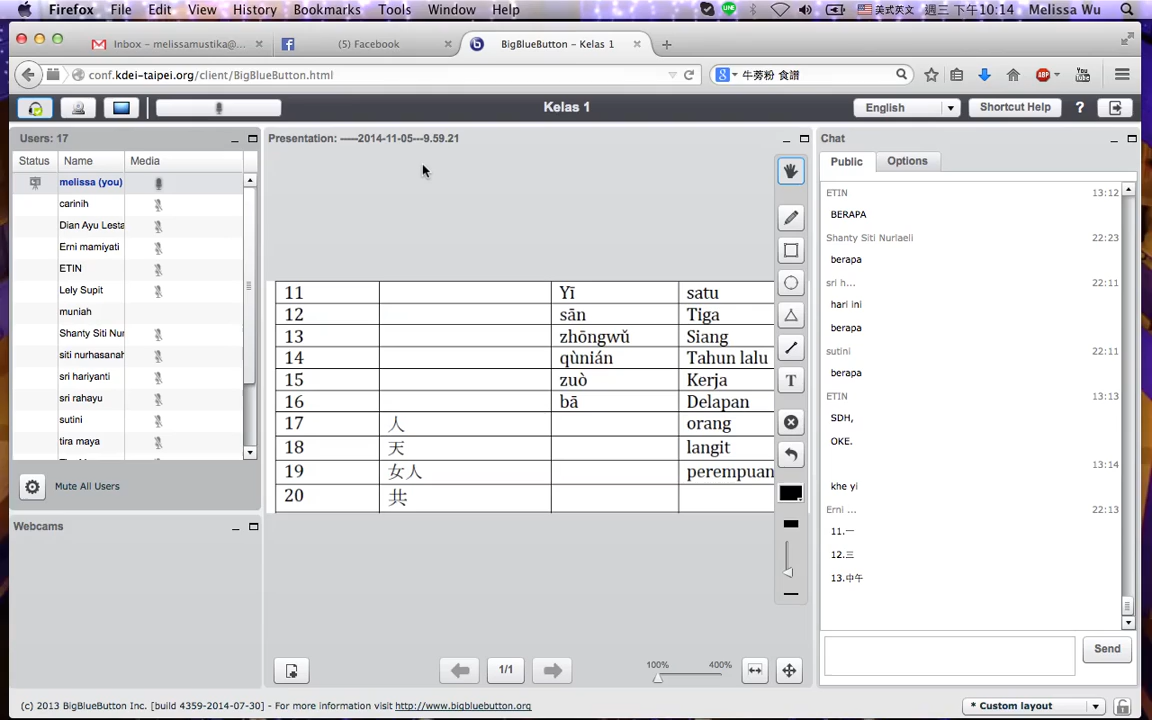 Firefox File Edit View History Bookmarks Tools Window Help 美式英文 週三 下午10:14 Melissa Wu
Inbox – melissamustika@... (5) Facebook BigBlueButton – Kelas 1
conf.kdei-taipei.org/client/BigBlueButton.html 牛蒡粉 食譜
Kelas 1 English Shortcut Help ?
Users: 17
Status Name Media
melissa (you)
carinih
Dian Ayu Lesta
Erni mamiyati
ETIN
Lely Supit
muniah
Shanty Siti Nur
siti nurhasanah
sri hariyanti
sri rahayu
sutini
tira maya
Mute All Users
Webcams
Presentation: -----2014-11-05---9.59.21
11 Yī satu
12 sān Tiga
13 zhōngwǔ Siang
14 qùnián Tahun lalu
15 zuò Kerja
16 bā Delapan
17 人 orang
18 天 langit
19 女人 perempuan
20 共
T
1/1
100% 400%
Chat
Public Options
ETIN 13:12
BERAPA
Shanty Siti Nurlaeli 22:23
berapa
sri h... 22:11
hari ini
berapa
sutini 22:11
berapa
ETIN 13:13
SDH,
OKE.
13:14
khe yi
Erni ... 22:13
11.一
12.三
13.中午
Send
(c) 2013 BigBlueButton Inc. [build 4359-2014-07-30] - For more information visit http://www.bigbluebutton.org
* Custom layout